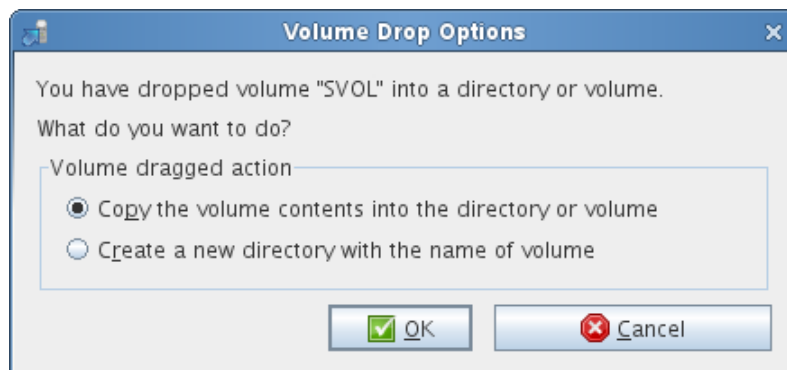 Volume Drop Options
You have dropped volume "SVOL" into a directory or volume.
What do you want to do?
Volume dragged action
Copy the volume contents into the directory or volume
Create a new directory with the name of volume
OK
Cancel